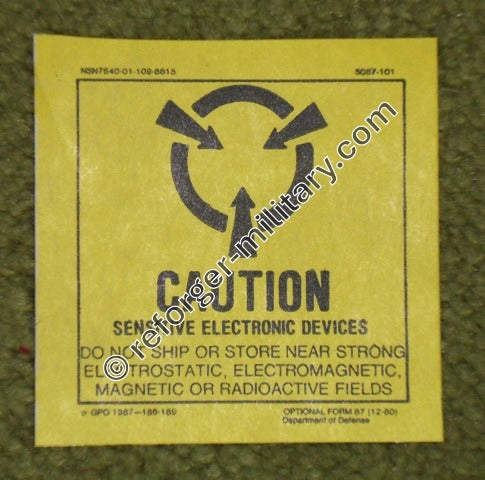 NSN7540-01-109-8815 5087-101
CAUTION
SENSITIVE ELECTRONIC DEVICES
DO NOT SHIP OR STORE NEAR STRONG
ELECTROSTATIC, ELECTROMAGNETIC,
MAGNETIC OR RADIOACTIVE FIELDS
GPO 1987—186-189 OPTIONAL FORM 87 (12-80)
Department of Defense
© reforger-military.com